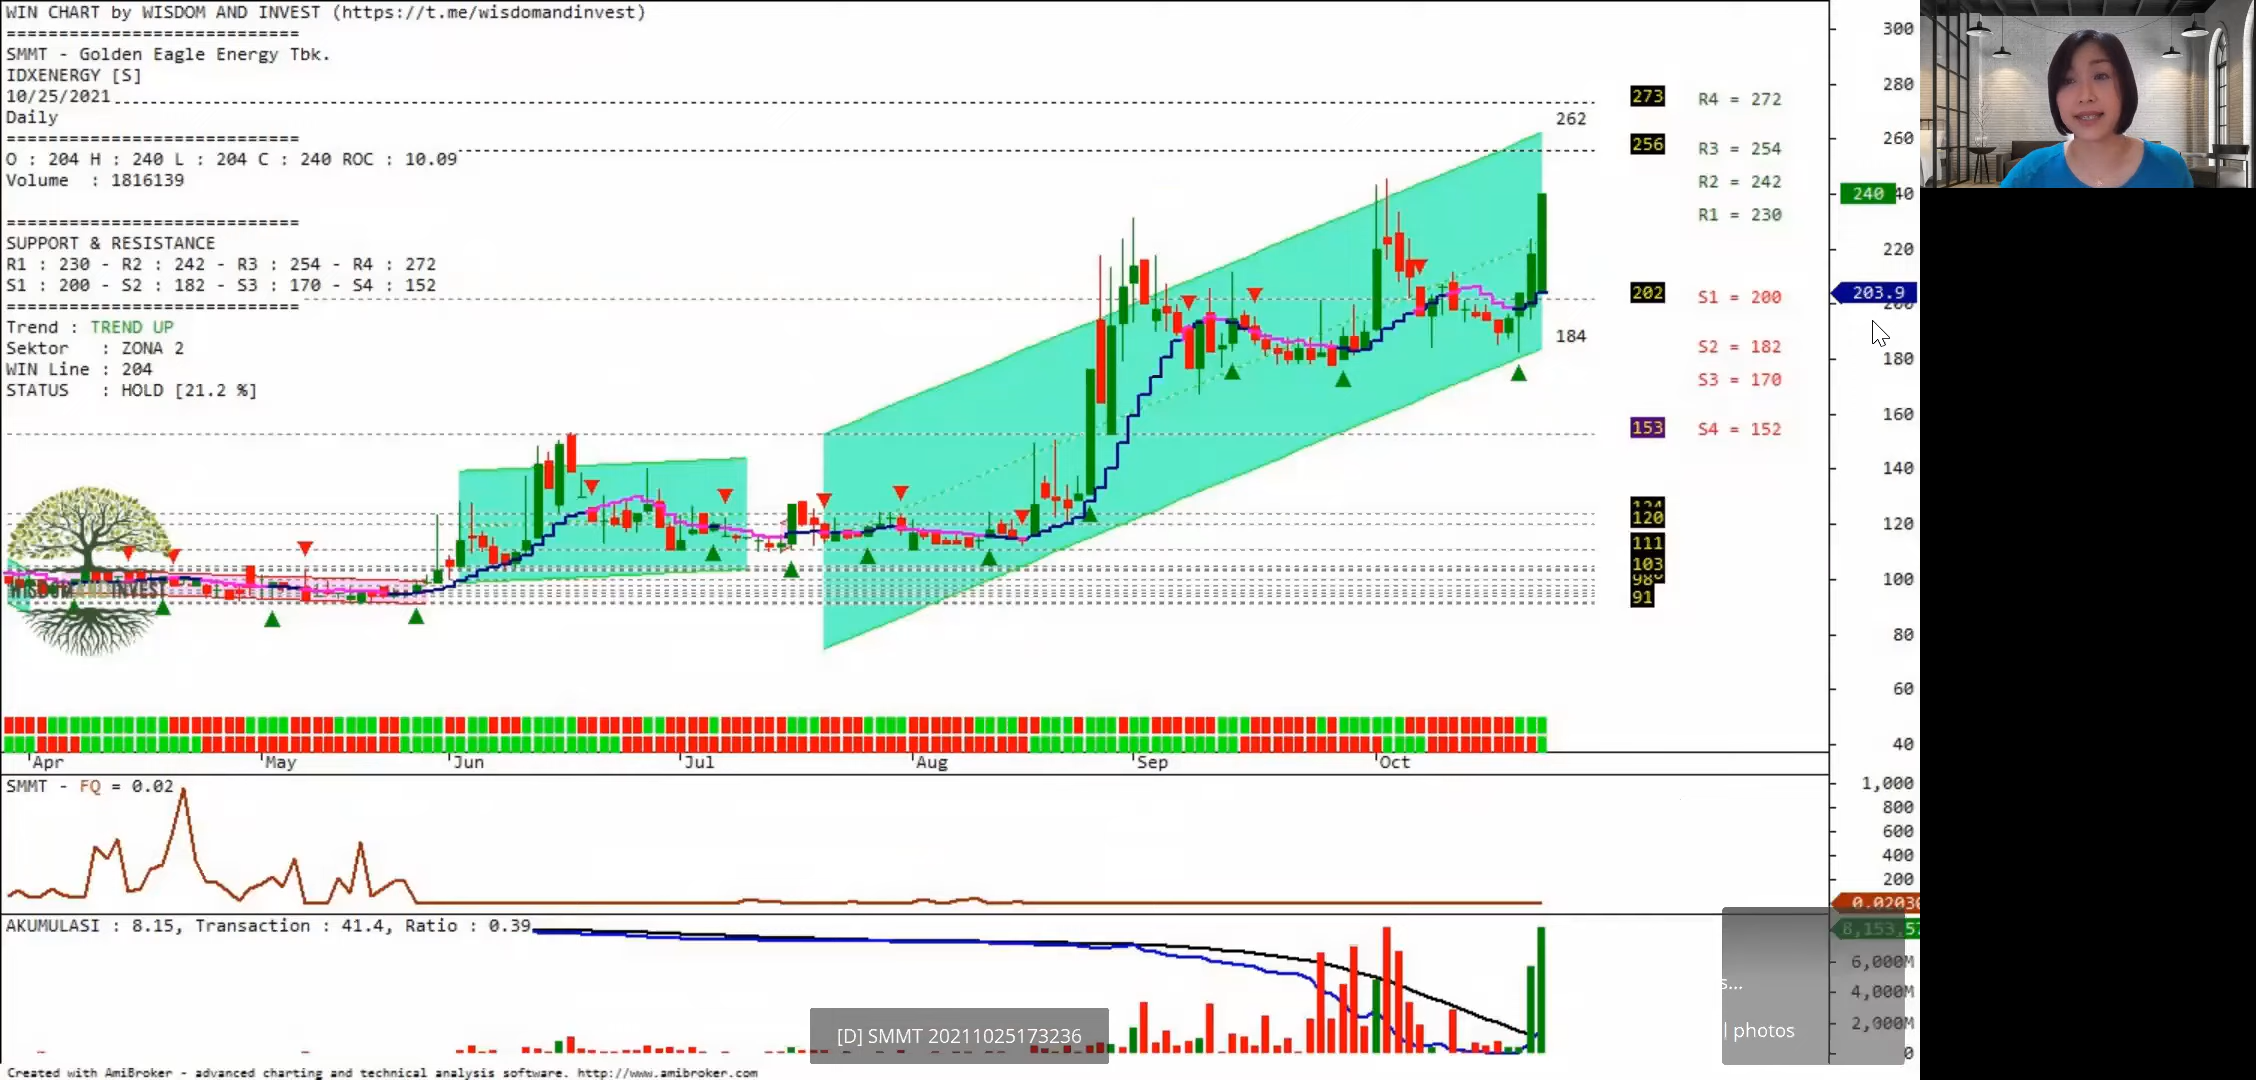 WIN CHART by WISDOM AND INVEST (https://t.me/wisdomandinvest)
============================
SMMT - Golden Eagle Energy Tbk.
IDXENERGY [S]
10/25/2021
Daily
============================
O : 204 H : 240 L : 204 C : 240 ROC : 10.09
Volume : 1816139
============================
SUPPORT & RESISTANCE
R1 : 230 - R2 : 242 - R3 : 254 - R4 : 272
S1 : 200 - S2 : 182 - S3 : 170 - S4 : 152
============================
Trend : TREND UP
Sektor : ZONA 2
WIN Line : 204
STATUS : HOLD [21.2 %]
WISDOM AND INVEST
262
184
273
256
202
153
120
111
103
91
R4 = 272
R3 = 254
R2 = 242
R1 = 230
S1 = 200
S2 = 182
S3 = 170
S4 = 152
300
280
260
240
220
203.9
180
160
140
120
100
80
60
40
Apr May Jun Jul Aug Sep Oct
SMMT - FQ = 0.02
1,000
800
600
400
200
AKUMULASI : 8.15, Transaction : 41.4, Ratio : 0.39
6,000M
4,000M
2,000M
0
s...
photos
[D] SMMT 20211025173236
Created with AmiBroker - advanced charting and technical analysis software. http://www.amibroker.com